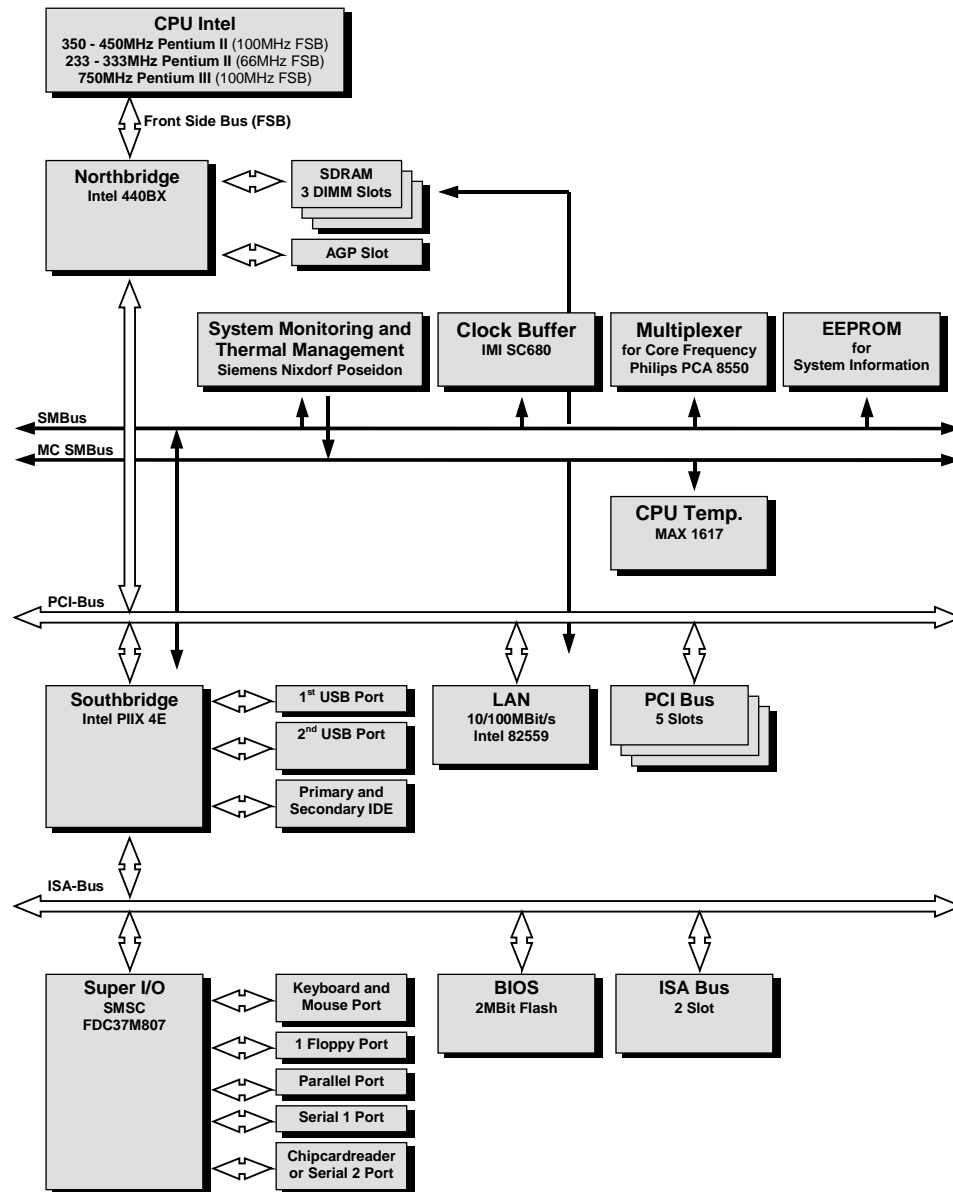 CPU Intel
350 - 450MHz Pentium II (100MHz FSB)
233 - 333MHz Pentium II (66MHz FSB)
750MHz Pentium III (100MHz FSB)
Front Side Bus (FSB)
Northbridge
Intel 440BX
SDRAM
3 DIMM Slots
AGP Slot
System Monitoring and
Thermal Management
Siemens Nixdorf Poseidon
Clock Buffer
IMI SC680
Multiplexer
for Core Frequency
Philips PCA 8550
EEPROM
for
System Information
SMBus
MC SMBus
CPU Temp.
MAX 1617
PCI-Bus
Southbridge
Intel PIIX 4E
1st USB Port
2nd USB Port
Primary and
Secondary IDE
LAN
10/100MBit/s
Intel 82559
PCI Bus
5 Slots
ISA-Bus
Super I/O
SMSC
FDC37M807
Keyboard and
Mouse Port
1 Floppy Port
Parallel Port
Serial 1 Port
Chipcardreader
or Serial 2 Port
BIOS
2MBit Flash
ISA Bus
2 Slot